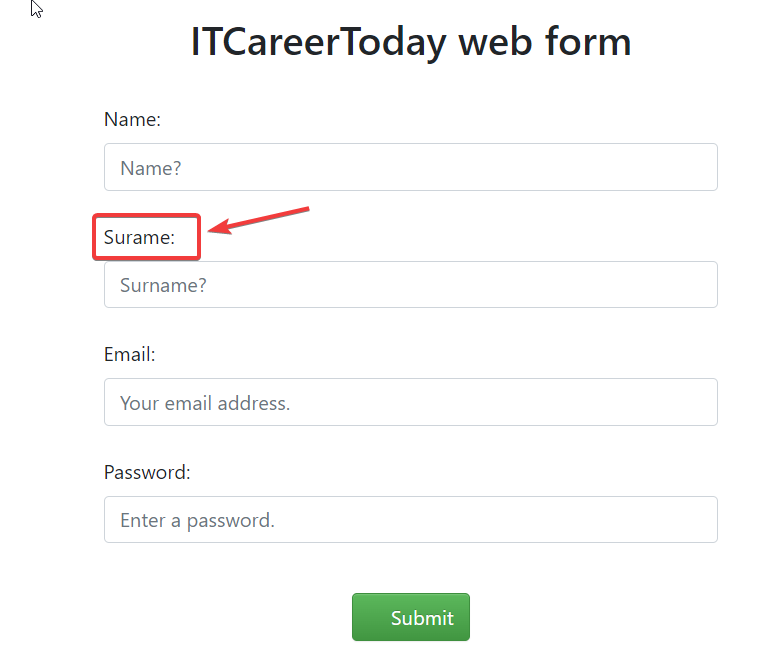 ITCareerToday web form
Name:
Name?
Surame:
Surname?
Email:
Your email address.
Password:
Enter a password.
Submit